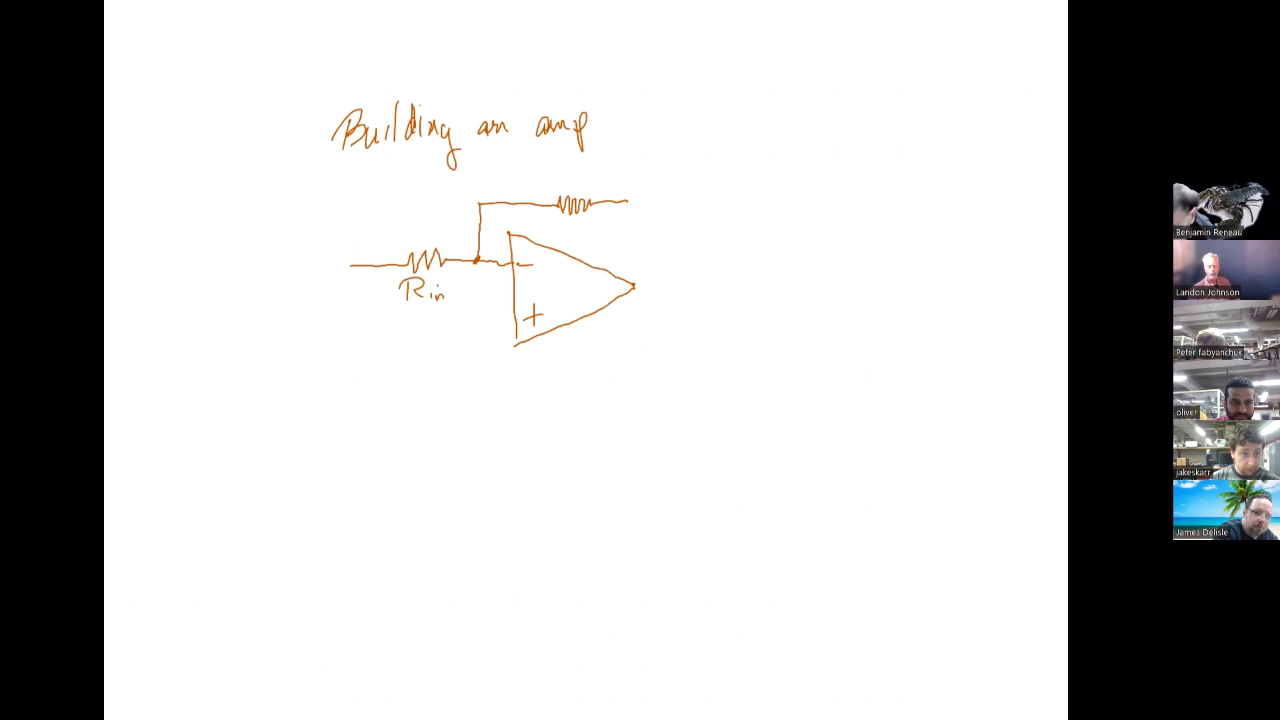 Building an amp
Rin
+
Benjamin Reneau
Landon Johnson
Peter fabyanchuk
oliver
jakeskarr
James Delisle